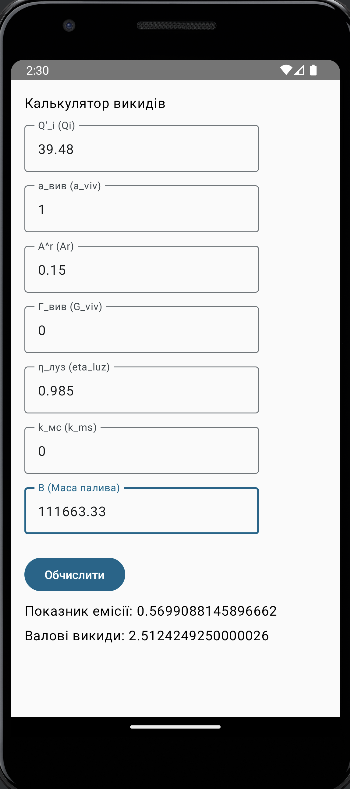 2:30
Калькулятор викидів
Q'_i (Qi)
39.48
a_вив (a_viv)
1
A^r (Ar)
0.15
Г_вив (G_viv)
0
η_луз (eta_luz)
0.985
k_мс (k_ms)
0
B (Маса палива)
111663.33
Обчислити
Показник емісії: 0.5699088145896662
Валові викиди: 2.5124249250000026